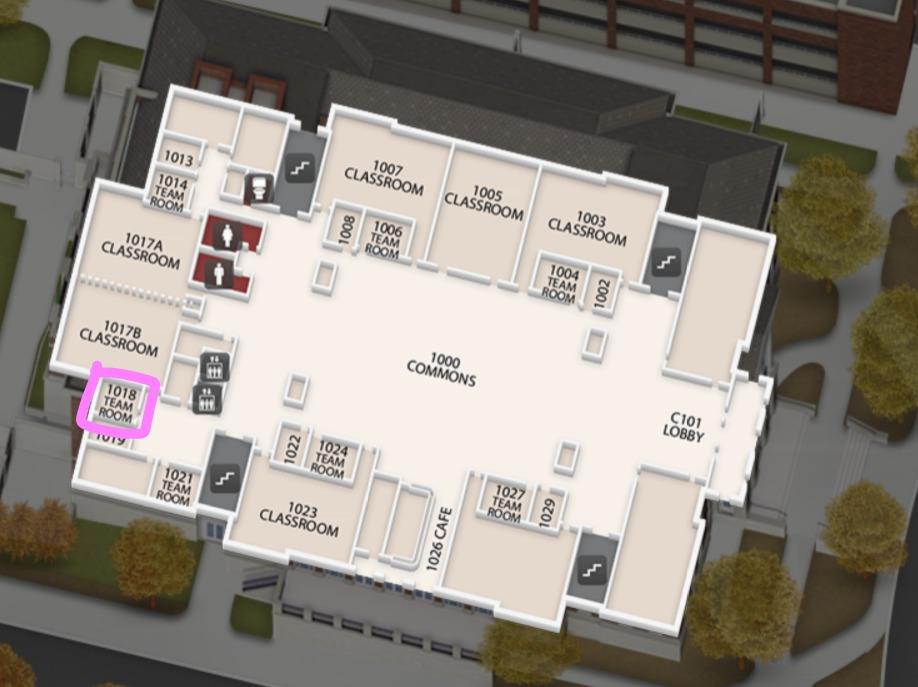 1013
1014
TEAM
ROOM
1007
CLASSROOM
1005
CLASSROOM
1003
CLASSROOM
1008
1006
TEAM
ROOM
1017A
CLASSROOM
1004
TEAM
ROOM
1002
1017B
CLASSROOM
1000
COMMONS
1018
TEAM
ROOM
1019
C101
LOBBY
1021
TEAM
ROOM
1022
1024
TEAM
ROOM
1023
CLASSROOM
1026 CAFE
1027
TEAM
ROOM
1029